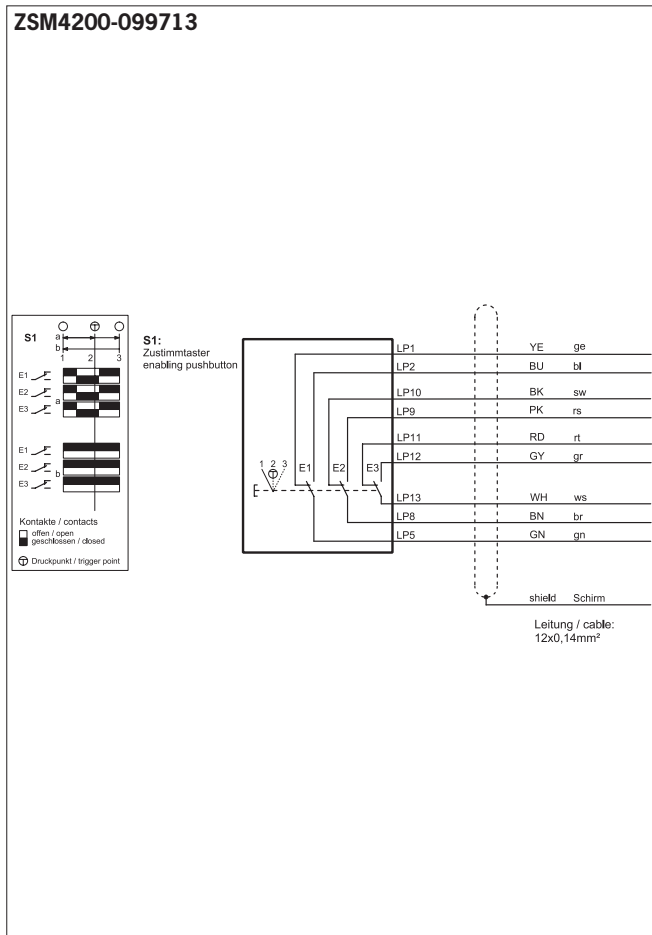 ZSM4200-099713
S1
a
b
1 2 3
E1
E2
a
E3
E1
E2
b
E3
Kontakte / contacts
offen / open
geschlossen / closed
Druckpunkt / trigger point
S1:
Zustimmtaster
enabling pushbutton
1 2 3
E1 E2 E3
LP1 YE ge
LP2 BU bl
LP10 BK sw
LP9 PK rs
LP11 RD rt
LP12 GY gr
LP13 WH ws
LP8 BN br
LP5 GN gn
shield Schirm
Leitung / cable:
12x0,14mm²